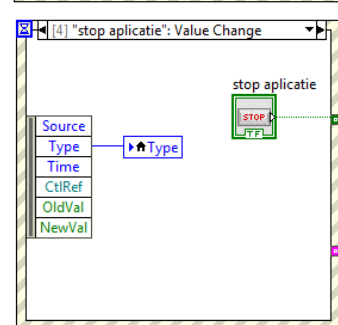 [4] "stop aplicatie": Value Change
stop aplicatie
STOP
TF
Source
Type
Time
CtlRef
OldVal
NewVal
Type